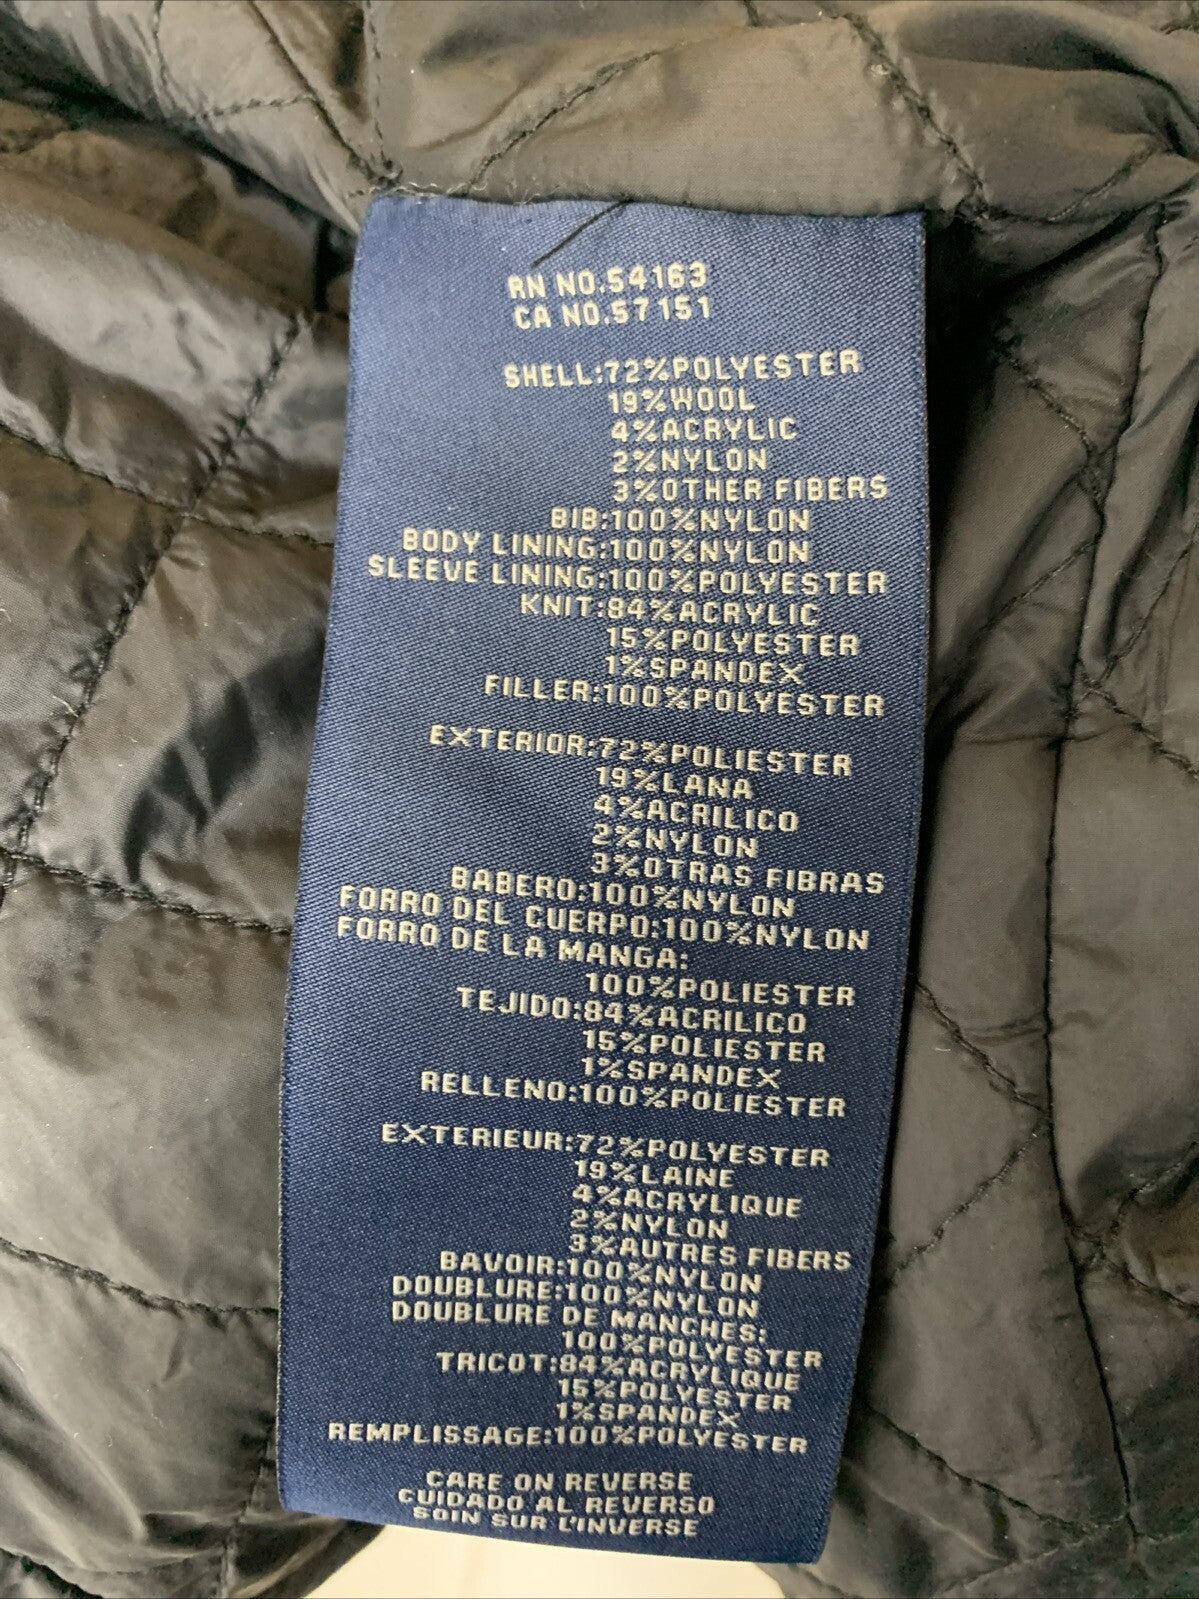 RN NO.54163
CA NO.57151
SHELL:72%POLYESTER
19%WOOL
4%ACRYLIC
2%NYLON
3%OTHER FIBERS
BIB:100%NYLON
BODY LINING:100%NYLON
SLEEVE LINING:100%POLYESTER
KNIT:84%ACRYLIC
15%POLYESTER
1%SPANDEX
FILLER:100%POLYESTER
EXTERIOR:72%POLIESTER
19%LANA
4%ACRILICO
2%NYLON
3%OTRAS FIBRAS
BABERO:100%NYLON
FORRO DEL CUERPO:100%NYLON
FORRO DE LA MANGA:
100%POLIESTER
TEJIDO:84%ACRILICO
15%POLIESTER
1%SPANDEX
RELLENO:100%POLIESTER
EXTERIEUR:72%POLYESTER
19%LAINE
4%ACRYLIQUE
2%NYLON
3%AUTRES FIBERS
BAVOIR:100%NYLON
DOUBLURE:100%NYLON
DOUBLURE DE MANCHES:
100%POLYESTER
TRICOT:84%ACRYLIQUE
15%POLYESTER
1%SPANDEX
REMPLISSAGE:100%POLYESTER
CARE ON REVERSE
CUIDADO AL REVERSO
SOIN SUR L'INVERSE